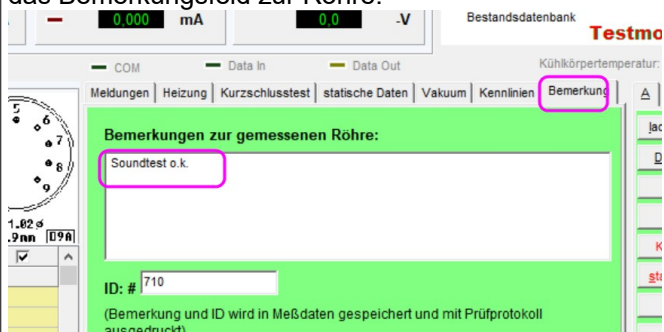 das Bemerkungsfeld zur Röhre.
0,000 mA 0,0 -V Bestandsdatenbank
COM Data In Data Out Kühlkörpertemperatur:
Meldungen Heizung Kurzschlusstest statische Daten Vakuum Kennlinien Bemerkung A
5
6
7
8
9
Bemerkungen zur gemessenen Röhre:
Soundtest o.k.
D9A
ID: # 710
(Bemerkung und ID wird in Meßdaten gespeichert und mit Prüfprotokoll
ausgedruckt)